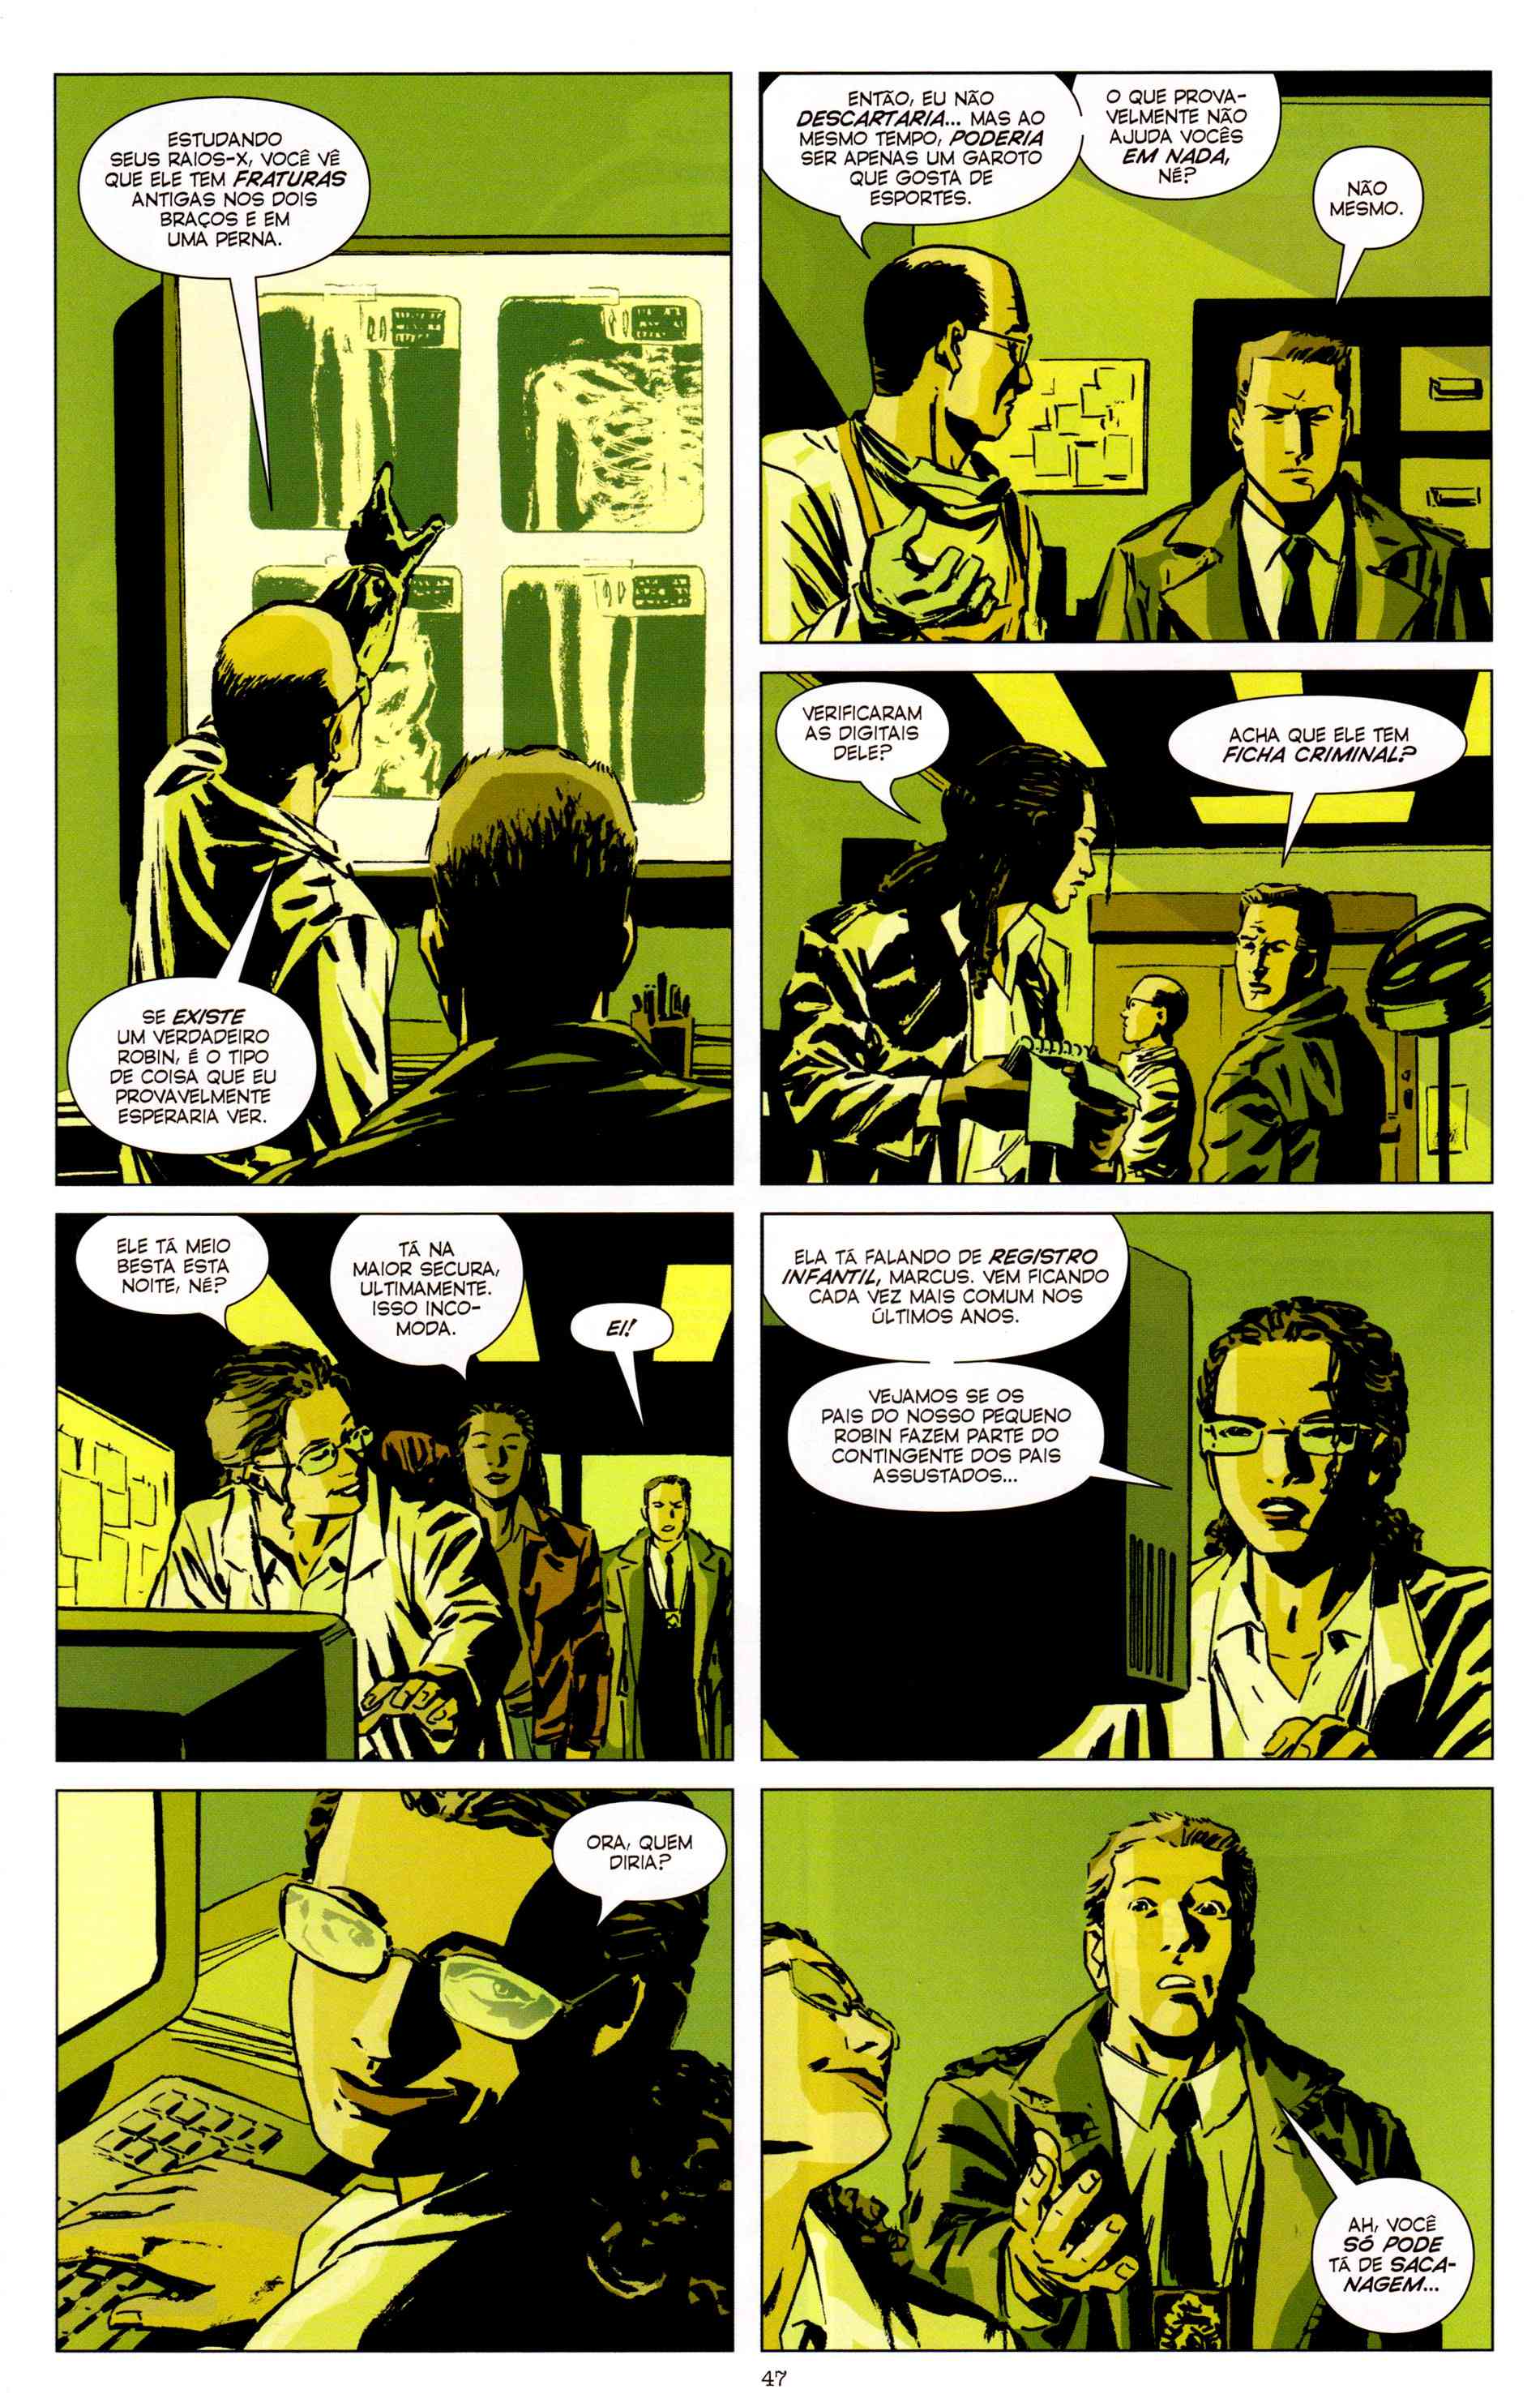 ESTUDANDO
SEUS RAIOS-X, VOCÊ VÊ
QUE ELE TEM FRATURAS
ANTIGAS NOS DOIS
BRAÇOS E EM
UMA PERNA.
SE EXISTE
UM VERDADEIRO
ROBIN, É O TIPO
DE COISA QUE EU
PROVAVELMENTE
ESPERARIA VER.
ENTÃO, EU NÃO
DESCARTARIA... MAS AO
MESMO TEMPO, PODERIA
SER APENAS UM GAROTO
QUE GOSTA DE
ESPORTES.
O QUE PROVA-
VELMENTE NÃO
AJUDA VOCÊS
EM NADA,
NÉ?
NÃO
MESMO.
VERIFICARAM
AS DIGITAIS
DELE?
ACHA QUE ELE TEM
FICHA CRIMINAL?
ELE TÁ MEIO
BESTA ESTA
NOITE, NÉ?
TÁ NA
MAIOR SECURA,
ULTIMAMENTE.
ISSO INCO-
MODA.
EI!
ELA TÁ FALANDO DE REGISTRO
INFANTIL, MARCUS. VEM FICANDO
CADA VEZ MAIS COMUM NOS
ÚLTIMOS ANOS.
VEJAMOS SE OS
PAIS DO NOSSO PEQUENO
ROBIN FAZEM PARTE DO
CONTINGENTE DOS PAIS
ASSUSTADOS...
ORA, QUEM
DIRIA?
AH, VOCÊ
SÓ PODE
TÁ DE SACA-
NAGEM...
47